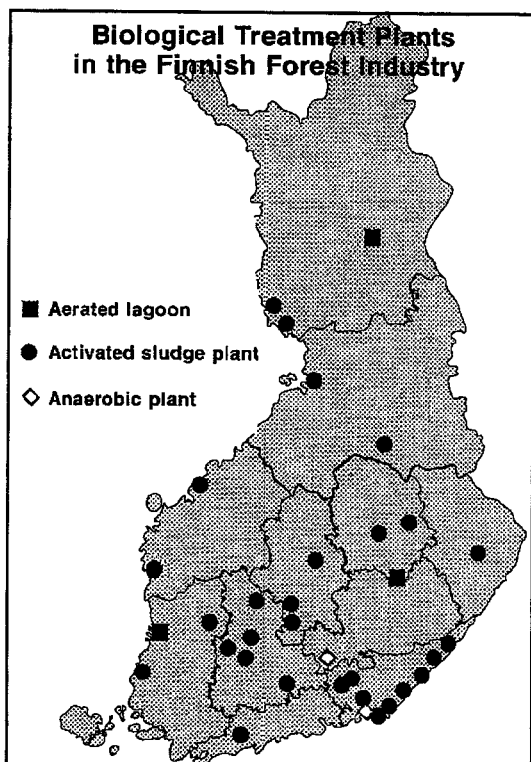 Biological Treatment Plants
in the Finnish Forest Industry
Aerated lagoon
Activated sludge plant
Anaerobic plant